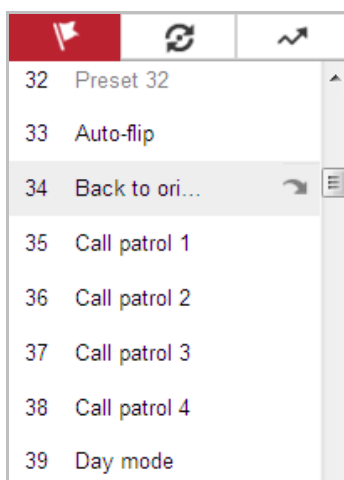 32 Preset 32
33 Auto-flip
34 Back to ori...
35 Call patrol 1
36 Call patrol 2
37 Call patrol 3
38 Call patrol 4
39 Day mode